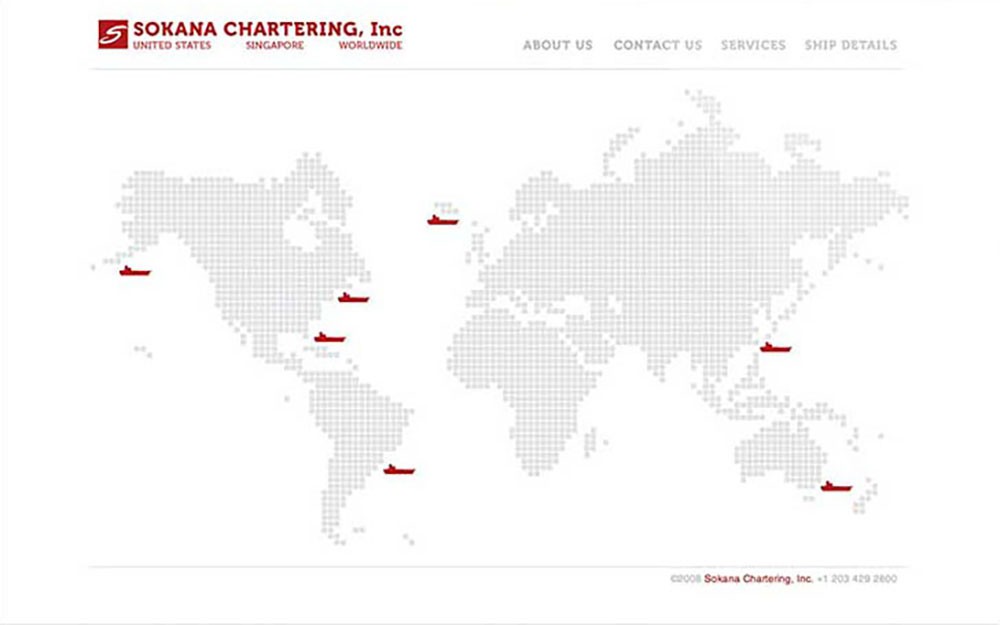 SOKANA CHARTERING, Inc
UNITED STATES SINGAPORE WORLDWIDE
ABOUT US CONTACT US SERVICES SHIP DETAILS
©2008 Sokana Chartering, Inc. +1 203 429 2800